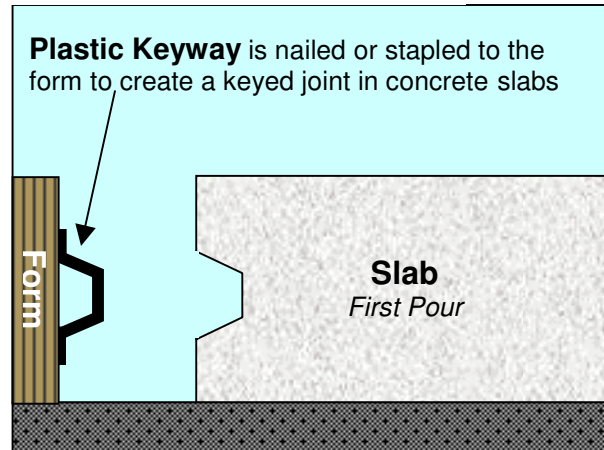 Plastic Keyway is nailed or stapled to the
form to create a keyed joint in concrete slabs
Form
Slab
First Pour